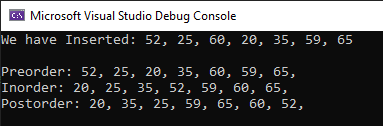 Microsoft Visual Studio Debug Console
We have Inserted: 52, 25, 60, 20, 35, 59, 65
Preorder: 52, 25, 20, 35, 60, 59, 65,
Inorder: 20, 25, 35, 52, 59, 60, 65,
Postorder: 20, 35, 25, 59, 65, 60, 52,